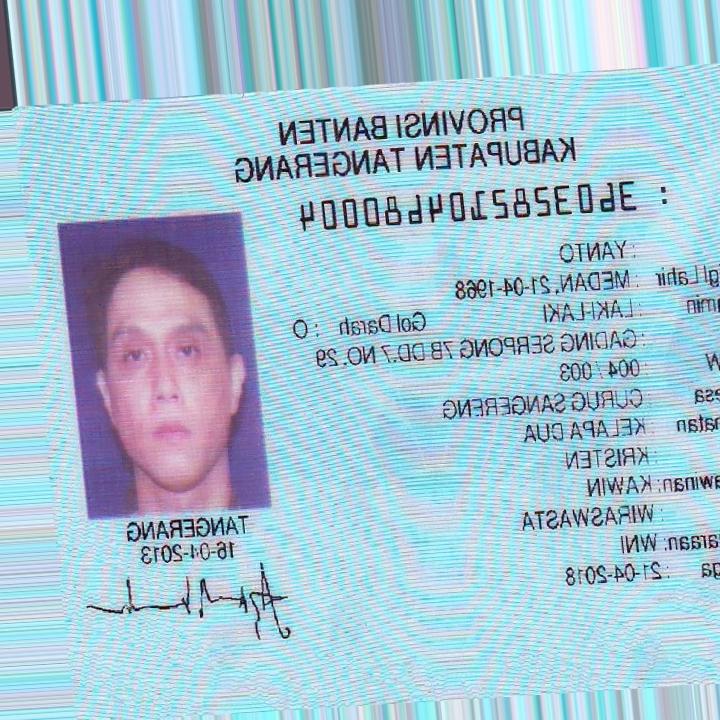 PROVINSI BANTEN
KABUPATEN TANGERANG
: 3603282104680004
: YANTO
gl Lahir : MEDAN, 21-04-1968
min : LAKI-LAKI Gol Darah : O
: GADING SERPONG 7B DD.7 NO.29
W : 004 / 003
esa : CURUG SANGERENG
matan : KELAPA DUA
: KRISTEN
awinan: KAWIN
: WIRASWASTA
araan: WNI
ga : 21-04-2018
TANGERANG
16-04-2013